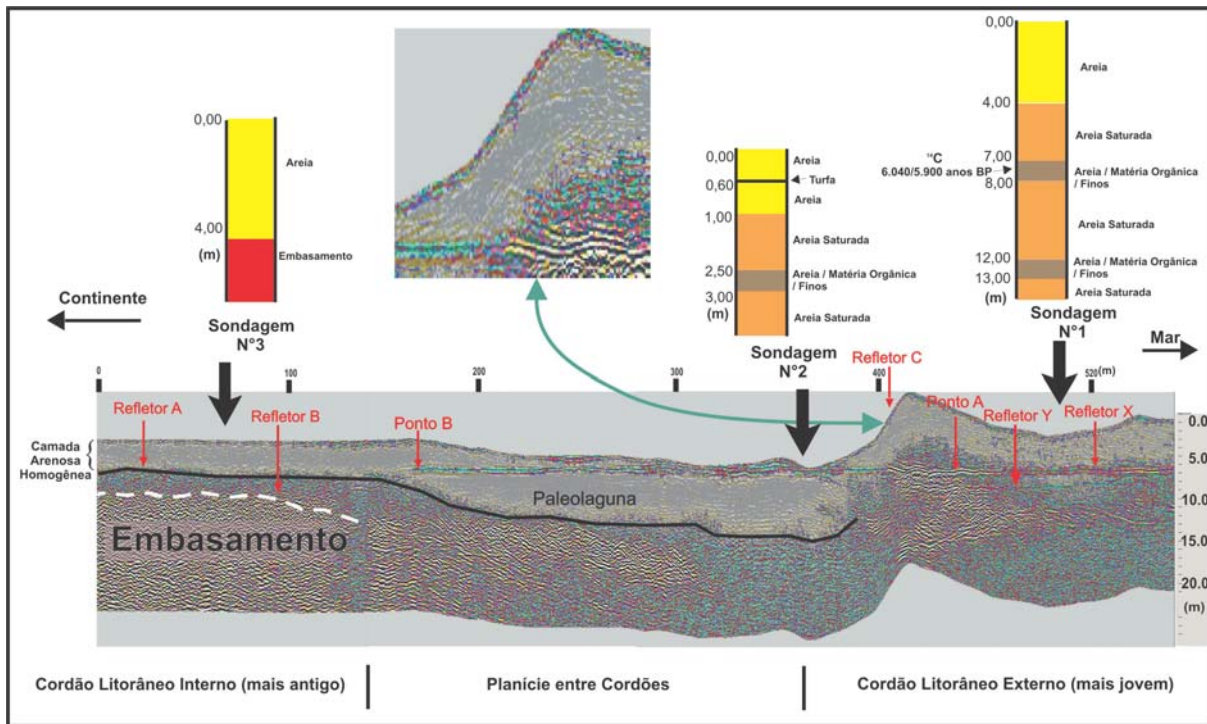 0,00
Areia
4,00
(m)
Embasamento
Continente
Sondagem
N°3
0,00
Areia
Turfa
0,60
Areia
1,00
Areia Saturada
2,50
Areia / Matéria Orgânica
/ Finos
3,00
(m)
Areia Saturada
Sondagem
N°2
0,00
Areia
4,00
Areia Saturada
¹⁴C
6.040/5.900 anos BP
7,00
Areia / Matéria Orgânica
/ Finos
8,00
Areia Saturada
12,00
Areia / Matéria Orgânica
/ Finos
13,00
(m)
Areia Saturada
Sondagem
N°1
Mar
0
100
200
300
400
520(m)
Refletor A
Refletor B
Ponto B
Refletor C
Ponto A
Refletor Y
Refletor X
Camada
Arenosa
Homogênea
Paleolaguna
Embasamento
0.0
5.0
10.0
15.0
20.0
(m)
Cordão Litorâneo Interno (mais antigo)
Planície entre Cordões
Cordão Litorâneo Externo (mais jovem)